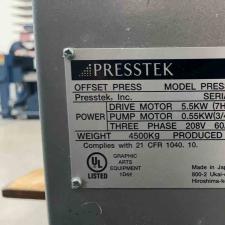 PRESSTEK
OFFSET PRESS MODEL PRES
Presstek, Inc. SERIA
DRIVE MOTOR 5.5KW (7H
POWER PUMP MOTOR 0.55KW (3/4
THREE PHASE 208V 60
WEIGHT 4500Kg PRODUCED
Complies with 21 CFR 1040. 10.
UL LISTED
GRAPHIC
ARTS
EQUIPMENT
Made in Jap
800-2 Ukai-c
Hiroshima-k